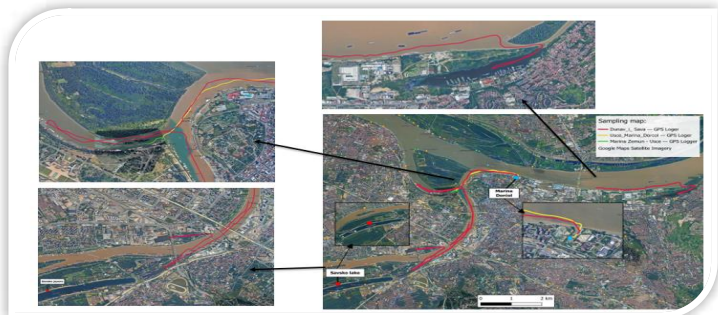 Sampling map:
Dunav_i_Sava — GPS Loger
Usce_Marina_Dorcol — GPS Loger
Marina Zemun - Usce — GPS Logger
Google Maps Satellite Imagery
Marina
Dorcol
Savsko lake
0 1 2 km